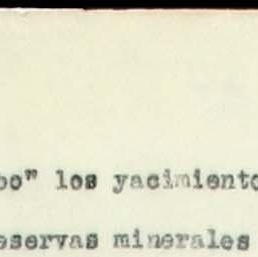 bo" los yacimiento
eservas minerales